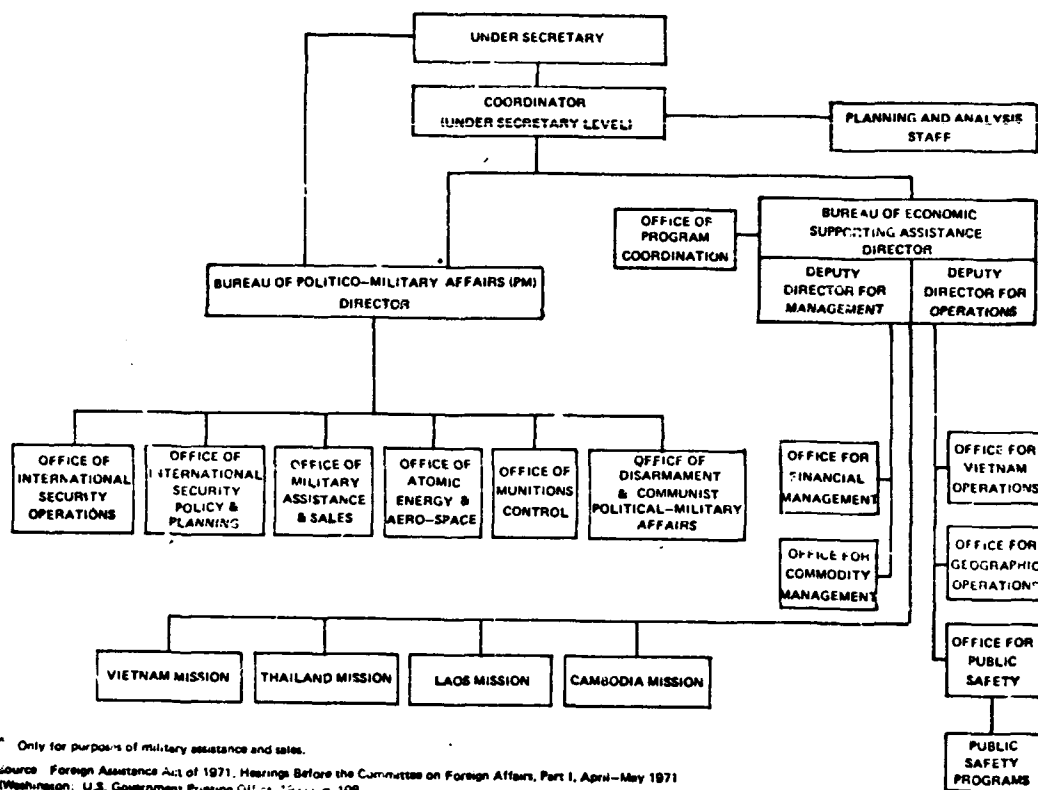 UNDER SECRETARY
COORDINATOR
(UNDER SECRETARY LEVEL)
PLANNING AND ANALYSIS
STAFF
OFFICE OF
PROGRAM
COORDINATION
BUREAU OF ECONOMIC
SUPPORTING ASSISTANCE
DIRECTOR
DEPUTY
DIRECTOR FOR
MANAGEMENT
DEPUTY
DIRECTOR FOR
OPERATIONS
BUREAU OF POLITICO-MILITARY AFFAIRS (PM)
DIRECTOR
OFFICE OF
INTERNATIONAL
SECURITY
OPERATIONS
OFFICE OF
INTERNATIONAL
SECURITY
POLICY &
PLANNING
OFFICE OF
MILITARY
ASSISTANCE
& SALES
OFFICE OF
ATOMIC
ENERGY &
AERO-SPACE
OFFICE OF
MUNITIONS
CONTROL
OFFICE OF
DISARMAMENT
& COMMUNIST
POLITICAL-MILITARY
AFFAIRS
OFFICE FOR
FINANCIAL
MANAGEMENT
OFFICE FOR
VIETNAM
OPERATIONS
OFFICE FOR
COMMODITY
MANAGEMENT
OFFICE FOR
GEOGRAPHIC
OPERATIONS
OFFICE FOR
PUBLIC
SAFETY
VIETNAM MISSION
THAILAND MISSION
LAOS MISSION
CAMBODIA MISSION
PUBLIC
SAFETY
PROGRAMS
* Only for purposes of military assistance and sales.
Source Foreign Assistance Act of 1971, Hearings Before the Committee on Foreign Affairs, Part I, April-May 1971
(Washington: U.S. Government Printing Office,